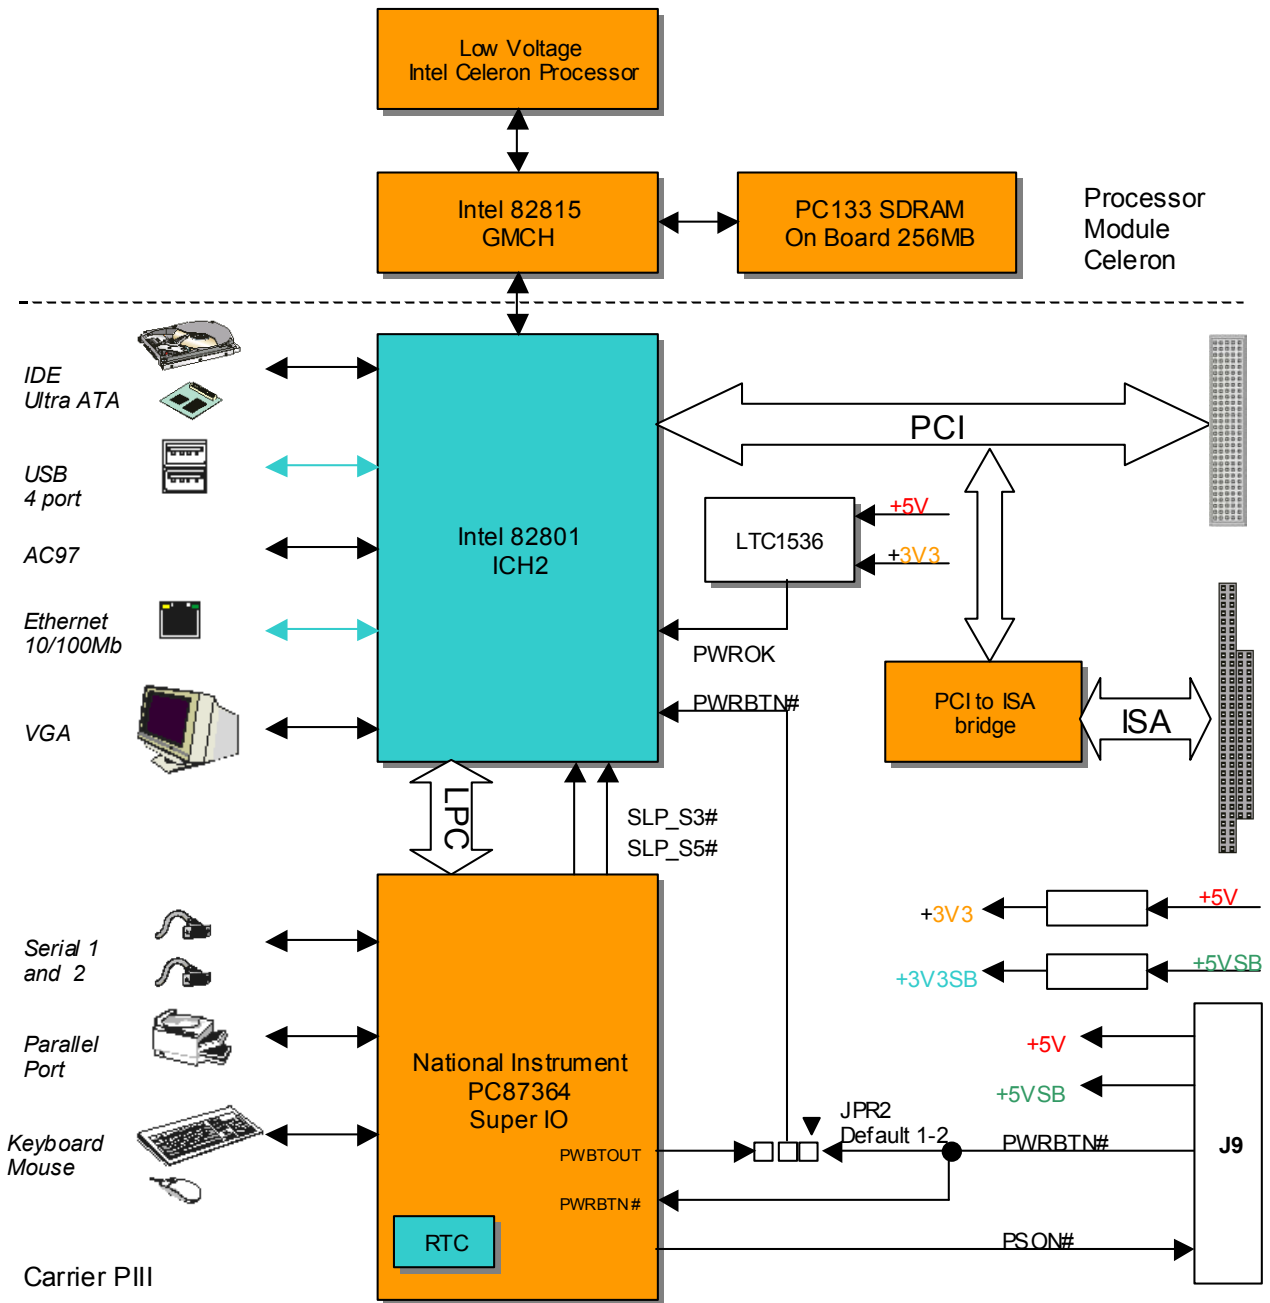 Low Voltage
Intel Celeron Processor
Intel 82815
GMCH
PC133 SDRAM
On Board 256MB
Processor
Module
Celeron
IDE
Ultra ATA
USB
4 port
AC97
Ethernet
10/100Mb
VGA
Intel 82801
ICH2
PCI
LTC1536
+5V
+3V3
PWROK
PWRBTN#
PCI to ISA
bridge
ISA
LPC
SLP_S3#
SLP_S5#
+3V3
+5V
+3V3SB
+5VSB
Serial 1
and 2
Parallel
Port
Keyboard
Mouse
National Instrument
PC87364
Super IO
PWBTOUT
PWRBTN#
RTC
JPR2
Default 1-2
+5V
+5VSB
PWRBTN#
PSON#
J9
Carrier PIII